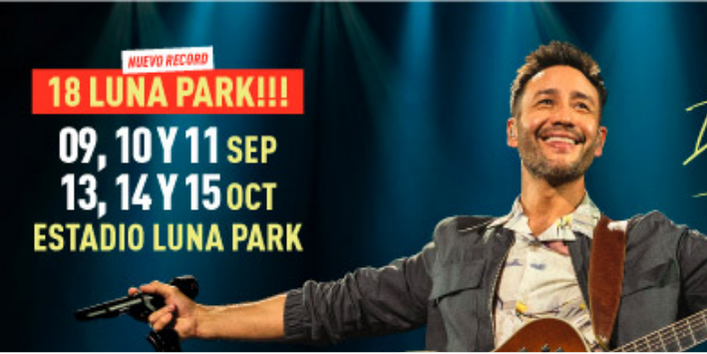 NUEVO RECORD
18 LUNA PARK!!!
09, 10 Y 11 SEP
13, 14 Y 15 OCT
ESTADIO LUNA PARK